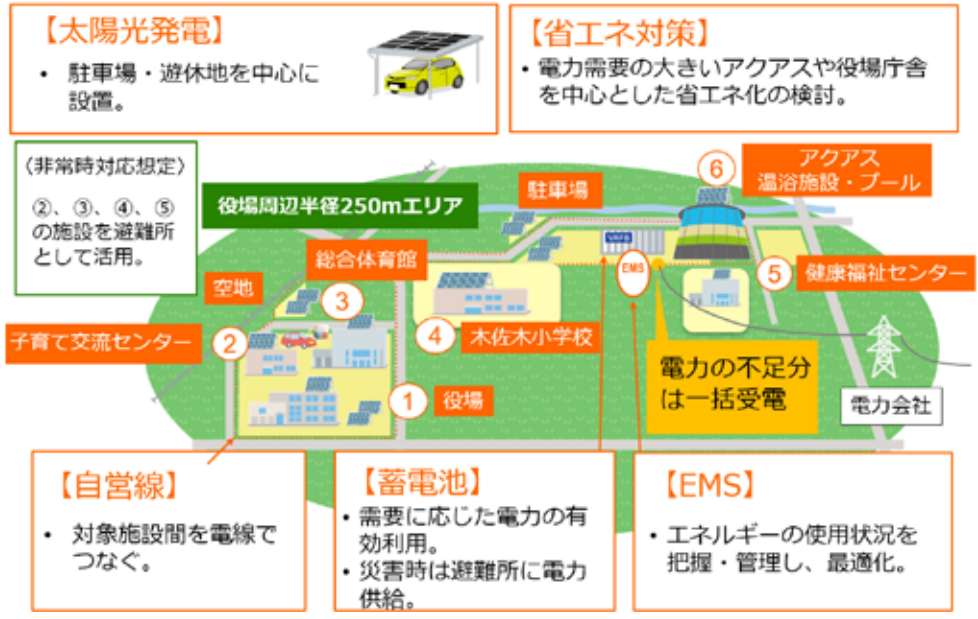 【太陽光発電】
• 駐車場・遊休地を中心に
設置。
【省エネ対策】
• 電力需要の大きいアクアスや役場庁舎
を中心とした省エネ化の検討。
〈非常時対応想定〉
②、③、④、⑤
の施設を避難所
として活用。
役場周辺半径250mエリア
駐車場
⑥
アクアス
温浴施設・プール
総合体育館
空地
③
EMS
⑤
健康福祉センター
子育て交流センター
②
④
木佐木小学校
①
役場
電力の不足分
は一括受電
電力会社
【自営線】
• 対象施設間を電線で
つなぐ。
【蓄電池】
• 需要に応じた電力の有
効利用。
• 災害時は避難所に電力
供給。
【EMS】
• エネルギーの使用状況を
把握・管理し、最適化。